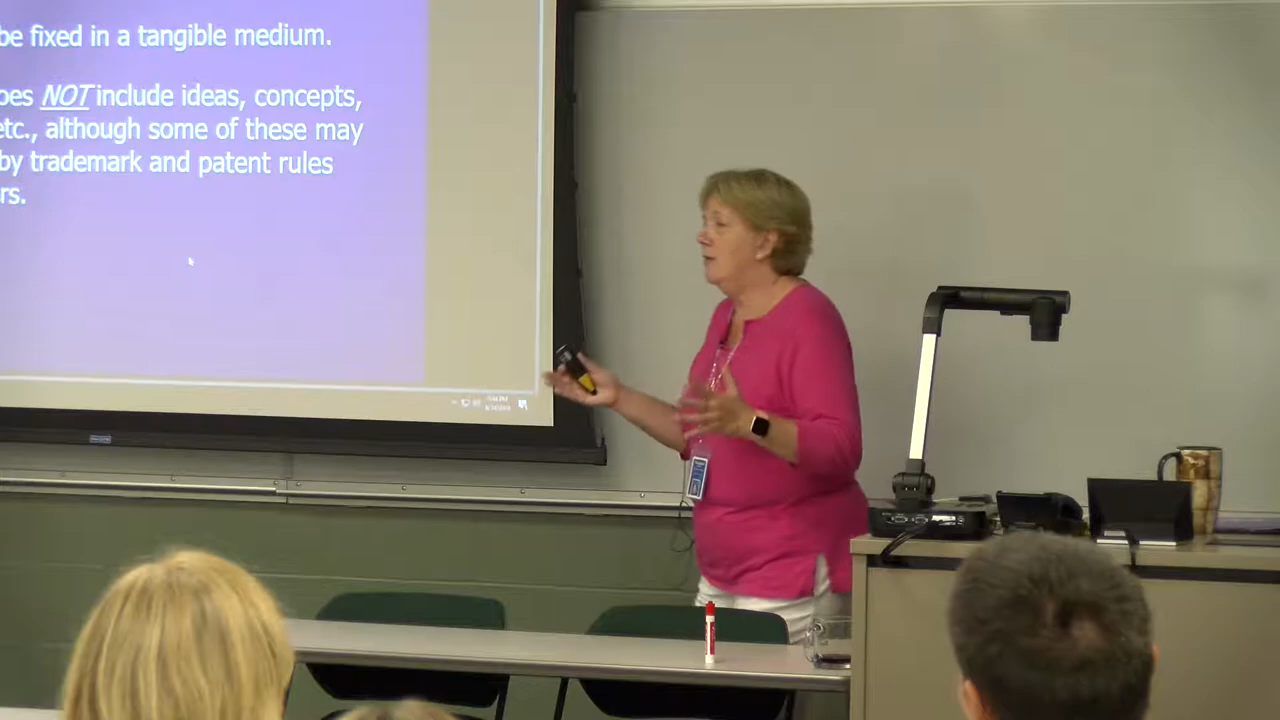 be fixed in a tangible medium.
oes NOT include ideas, concepts,
etc., although some of these may
by trademark and patent rules
rs.